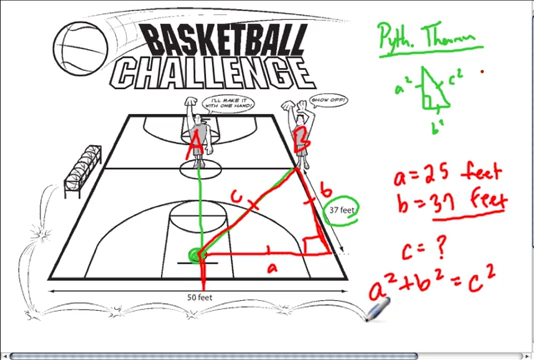 BASKETBALL
CHALLENGE
Pyth. Theorem
a² c²
b²
I'LL MAKE IT
WITH ONE HAND!
SHOW OFF!
A
B
c
b
37 feet
a
50 feet
a = 25 feet
b = 37 feet
c = ?
a² + b² = c²